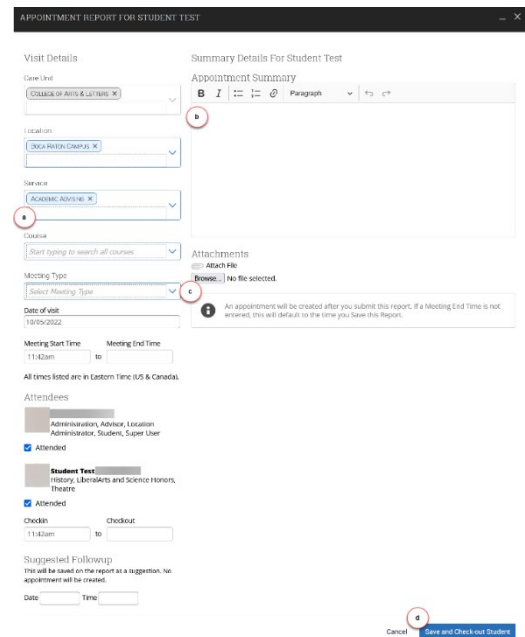 APPOINTMENT REPORT FOR STUDENT TEST
Visit Details
Care Unit
COLLEGE OF ARTS & LETTERS ×
Location
BOCA RATON CAMPUS ×
Service
ACADEMIC ADVISING ×
a
Course
Start typing to search all courses
Meeting Type
Select Meeting Type
c
Date of visit
10/05/2022
Meeting Start Time Meeting End Time
11:42am to
All times listed are in Eastern Time (US & Canada).
Attendees
Administration, Advisor, Location
Administrator, Student, Super User
Attended
Student Test
History, LiberalArts and Science Honors,
Theatre
Attended
Checkin Checkout
11:42am to
Suggested Followup
This will be saved on the report as a suggestion. No
appointment will be created.
Date Time
Summary Details For Student Test
Appointment Summary
B I Paragraph
b
Attachments
Attach File
Browse... No file selected.
An appointment will be created after you submit this report. If a Meeting End Time is not
entered, this will default to the time you Save this Report.
d
Cancel Save and Check-out Student